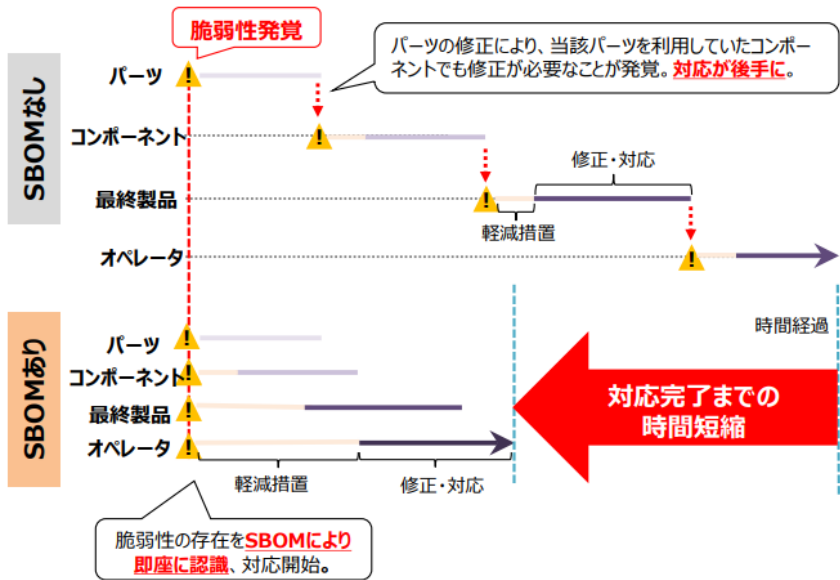 脆弱性発覚
パーツの修正により、当該パーツを利用していたコンポー
ネントでも修正が必要なことが発覚。対応が後手に。
SBOMなし
パーツ
!
コンポーネント
!
最終製品
!
修正・対応
軽減措置
オペレータ
!
時間経過
SBOMあり
パーツ
!
コンポーネント
!
最終製品
!
オペレータ
!
軽減措置
修正・対応
対応完了までの
時間短縮
脆弱性の存在をSBOMにより
即座に認識、対応開始。